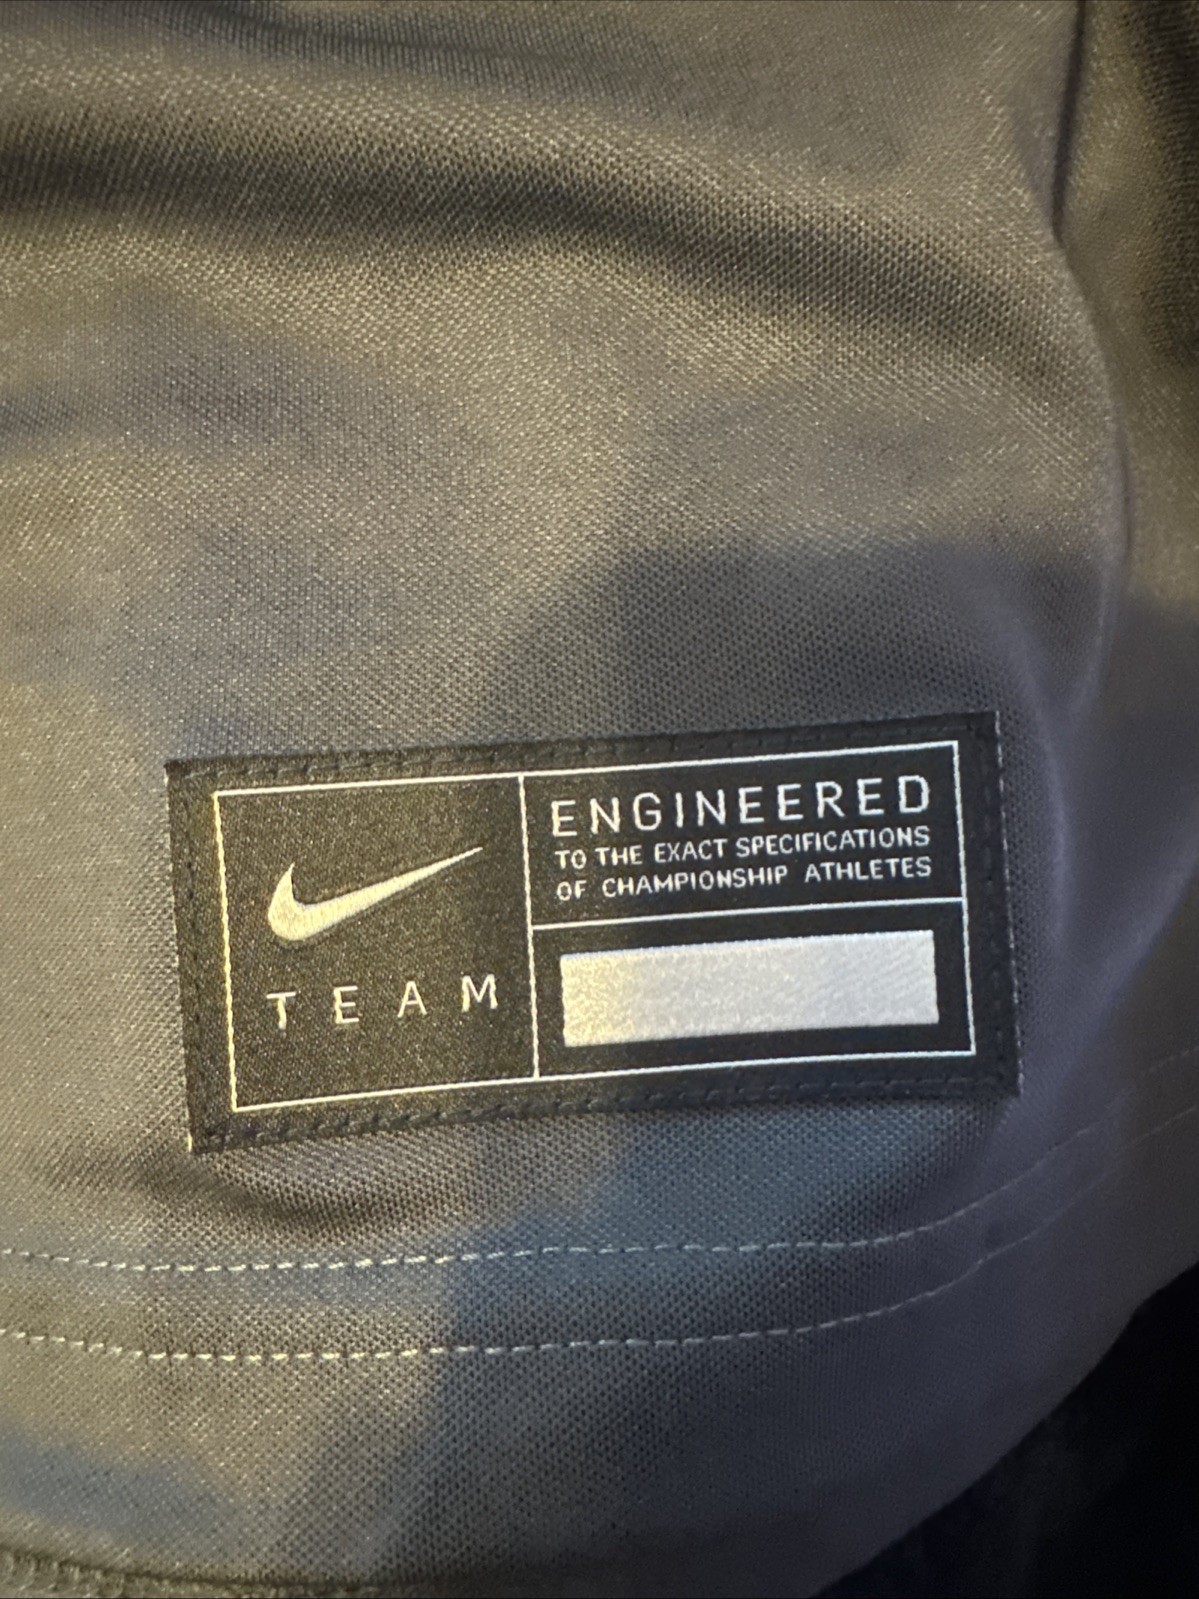 TEAM
ENGINEERED
TO THE EXACT SPECIFICATIONS
OF CHAMPIONSHIP ATHLETES